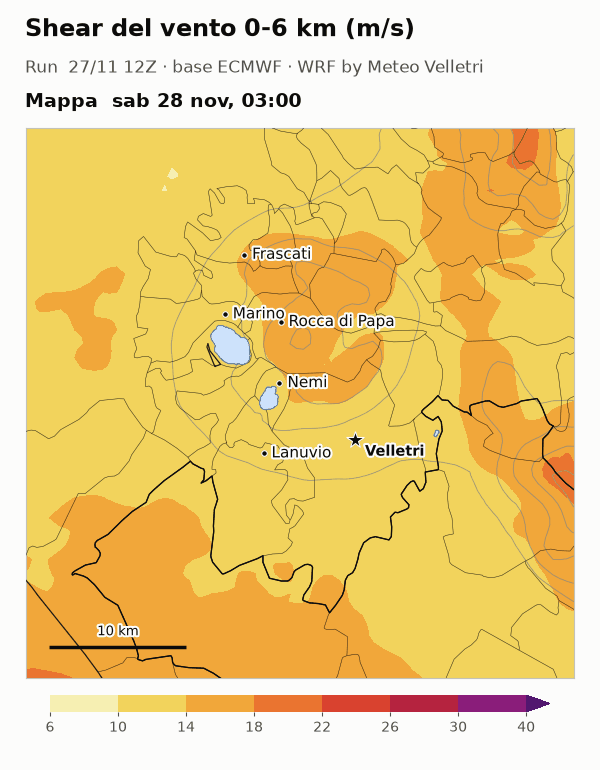 Shear del vento 0-6 km (m/s)
Run  27/11 12Z · base ECMWF · WRF by Meteo Velletri
Mappa  sab 28 nov, 03:00
Frascati
Marino
Rocca di Papa
Nemi
Velletri
Lanuvio
10 km
6 10 14 18 22 26 30 40